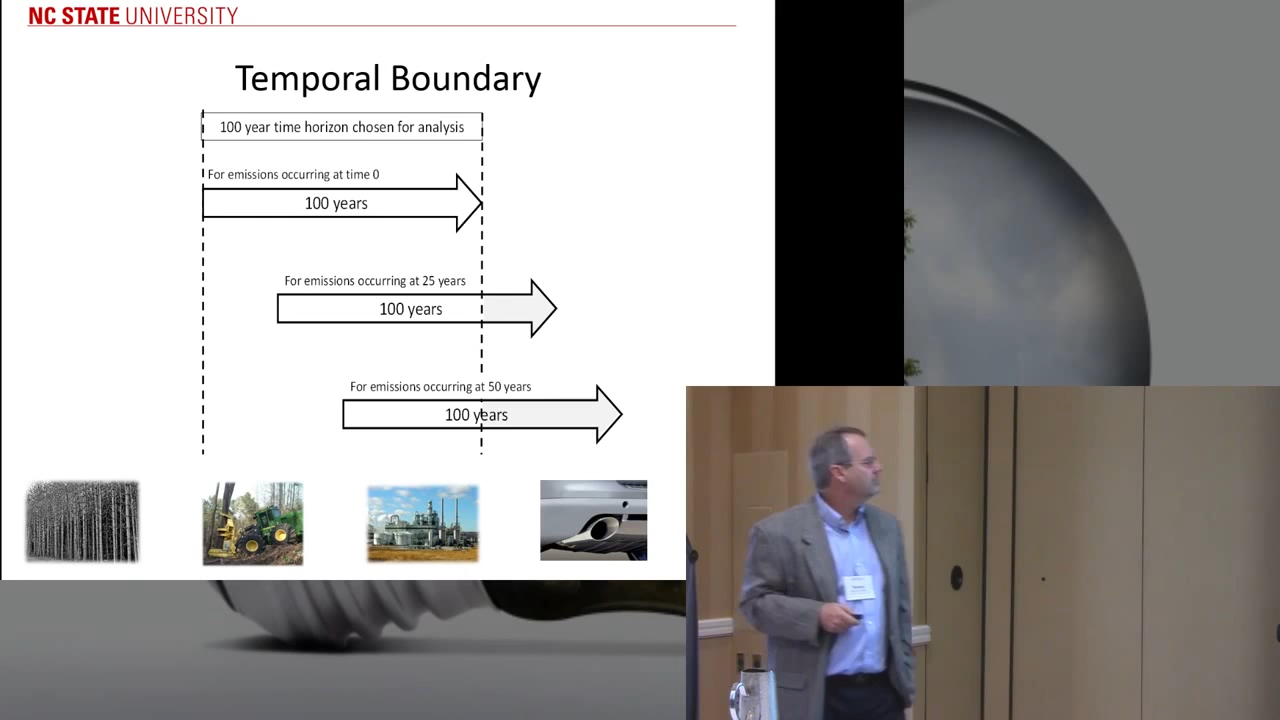 NC STATE UNIVERSITY
Temporal Boundary
100 year time horizon chosen for analysis
For emissions occurring at time 0
100 years
For emissions occurring at 25 years
100 years
For emissions occurring at 50 years
100 years